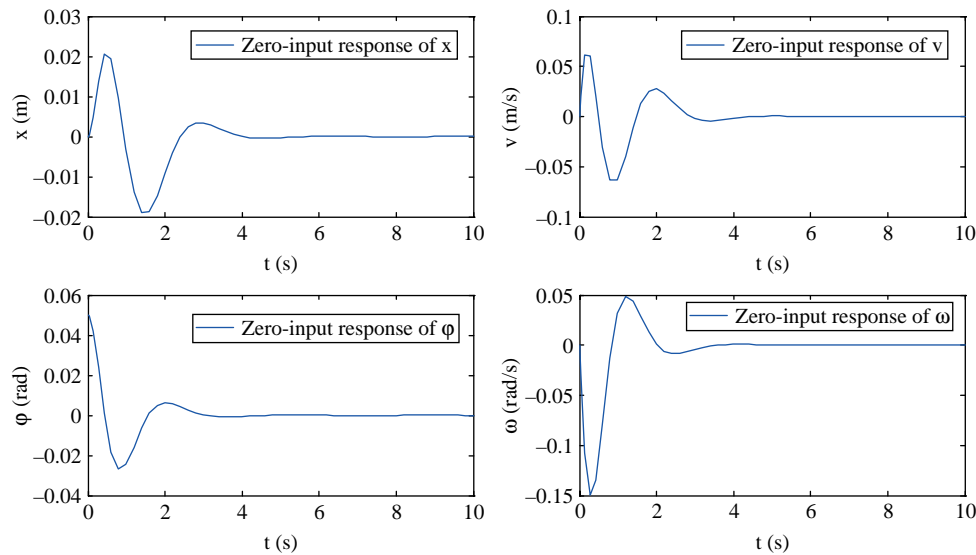 0.03
0.02
0.01
0
–0.01
–0.02
x (m)
Zero-input response of x
0 2 4 6 8 10
t (s)
0.1
0.05
0
–0.05
–0.1
v (m/s)
Zero-input response of v
0 2 4 6 8 10
t (s)
0.06
0.04
0.02
0
–0.02
–0.04
φ (rad)
Zero-input response of φ
0 2 4 6 8 10
t (s)
0.05
0
–0.05
–0.1
–0.15
ω (rad/s)
Zero-input response of ω
0 2 4 6 8 10
t (s)